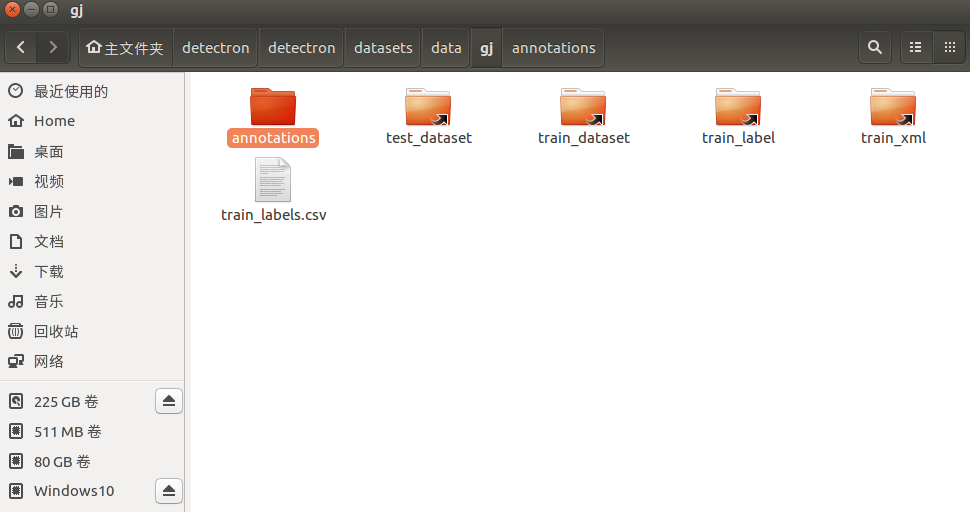 gj
主文件夹 detectron detectron datasets data gj annotations
最近使用的
Home
桌面
视频
图片
文档
下载
音乐
回收站
网络
225 GB 卷
511 MB 卷
80 GB 卷
Windows10
annotations test_dataset train_dataset train_label train_xml
train_labels.csv